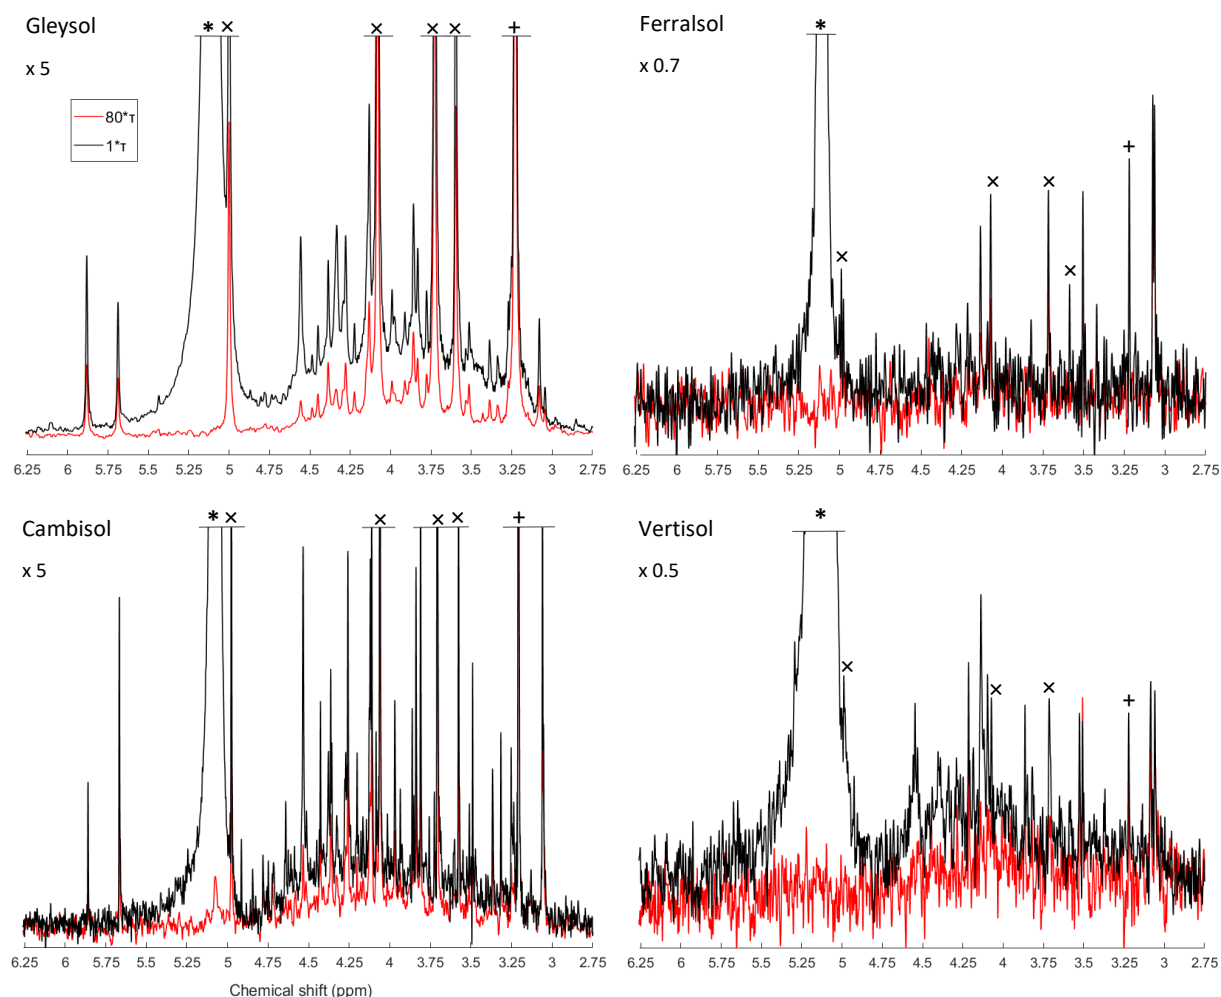 Gleysol
x 5
* × × × × +
80*τ
1*τ
6.25 6 5.75 5.5 5.25 5 4.75 4.5 4.25 4 3.75 3.5 3.25 3 2.75
Ferralsol
x 0.7
*
+
× ×
×
×
6.25 6 5.75 5.5 5.25 5 4.75 4.5 4.25 4 3.75 3.5 3.25 3 2.75
Cambisol
x 5
* × × × × +
6.25 6 5.75 5.5 5.25 5 4.75 4.5 4.25 4 3.75 3.5 3.25 3 2.75
Chemical shift (ppm)
Vertisol
x 0.5
*
×
× × +
6.25 6 5.75 5.5 5.25 5 4.75 4.5 4.25 4 3.75 3.5 3.25 3 2.75